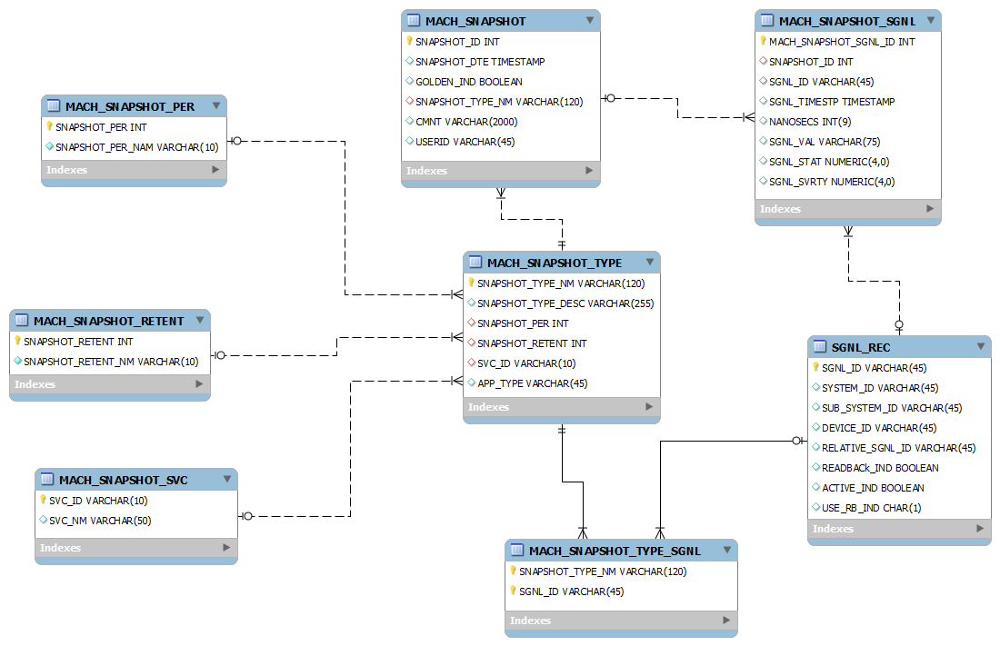 MACH_SNAPSHOT
SNAPSHOT_ID INT
SNAPSHOT_DTE TIMESTAMP
GOLDEN_IND BOOLEAN
SNAPSHOT_TYPE_NM VARCHAR(120)
CMNT VARCHAR(2000)
USERID VARCHAR(45)
Indexes
MACH_SNAPSHOT_SGNL
MACH_SNAPSHOT_SGNL_ID INT
SNAPSHOT_ID INT
SGNL_ID VARCHAR(45)
SGNL_TIMESTP TIMESTAMP
NANOSECS INT(9)
SGNL_VAL VARCHAR(75)
SGNL_STAT NUMERIC(4,0)
SGNL_SVRTY NUMERIC(4,0)
Indexes
MACH_SNAPSHOT_PER
SNAPSHOT_PER INT
SNAPSHOT_PER_NAM VARCHAR(10)
Indexes
MACH_SNAPSHOT_TYPE
SNAPSHOT_TYPE_NM VARCHAR(120)
SNAPSHOT_TYPE_DESC VARCHAR(255)
SNAPSHOT_PER INT
SNAPSHOT_RETENT INT
SVC_ID VARCHAR(10)
APP_TYPE VARCHAR(45)
Indexes
MACH_SNAPSHOT_RETENT
SNAPSHOT_RETENT INT
SNAPSHOT_RETENT_NM VARCHAR(10)
Indexes
SGNL_REC
SGNL_ID VARCHAR(45)
SYSTEM_ID VARCHAR(45)
SUB_SYSTEM_ID VARCHAR(45)
DEVICE_ID VARCHAR(45)
RELATIVE_SGNL_ID VARCHAR(45)
READBACk_IND BOOLEAN
ACTIVE_IND BOOLEAN
USE_RB_IND CHAR(1)
Indexes
MACH_SNAPSHOT_SVC
SVC_ID VARCHAR(10)
SVC_NM VARCHAR(50)
Indexes
MACH_SNAPSHOT_TYPE_SGNL
SNAPSHOT_TYPE_NM VARCHAR(120)
SGNL_ID VARCHAR(45)
Indexes